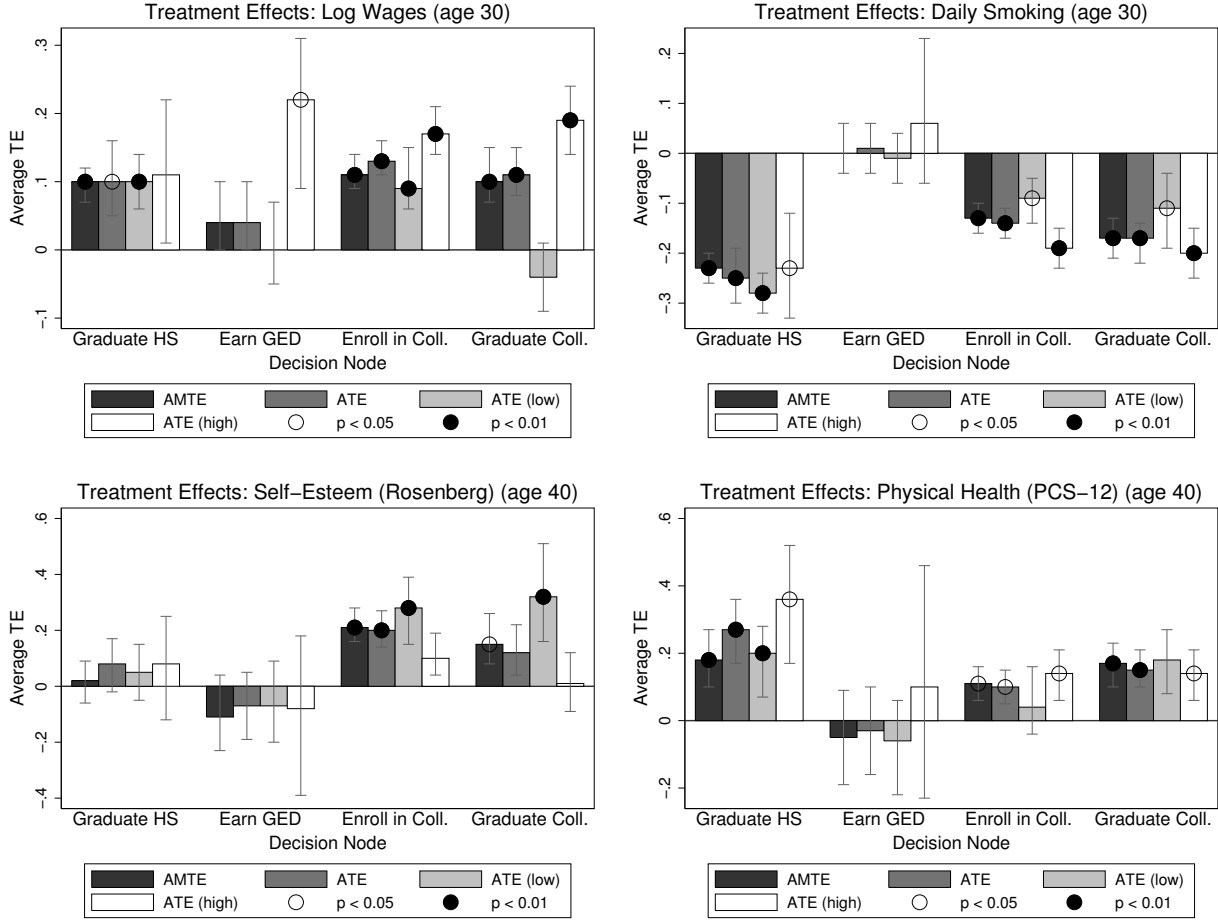 Treatment Effects: Log Wages (age 30)
Average TE
.3
.2
.1
0
-.1
Graduate HS Earn GED Enroll in Coll. Graduate Coll.
Decision Node
AMTE ATE ATE (low)
ATE (high) p < 0.05 p < 0.01
Treatment Effects: Daily Smoking (age 30)
Average TE
.2
.1
0
-.1
-.2
-.3
Graduate HS Earn GED Enroll in Coll. Graduate Coll.
Decision Node
AMTE ATE ATE (low)
ATE (high) p < 0.05 p < 0.01
Treatment Effects: Self-Esteem (Rosenberg) (age 40)
Average TE
.6
.4
.2
0
-.2
-.4
Graduate HS Earn GED Enroll in Coll. Graduate Coll.
Decision Node
AMTE ATE ATE (low)
ATE (high) p < 0.05 p < 0.01
Treatment Effects: Physical Health (PCS-12) (age 40)
Average TE
.6
.4
.2
0
-.2
Graduate HS Earn GED Enroll in Coll. Graduate Coll.
Decision Node
AMTE ATE ATE (low)
ATE (high) p < 0.05 p < 0.01